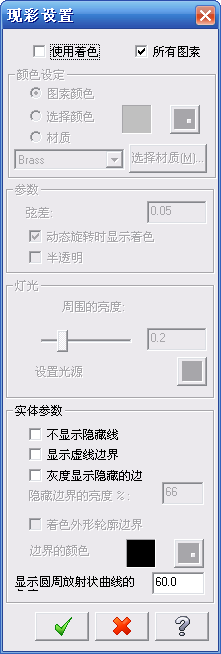 现彩设置
使用着色 所有图素
颜色设定
图素颜色
选择颜色
材质
Brass 选择材质(M)...
参数
弦差: 0.05
动态旋转时显示着色
半透明
灯光
周围的亮度:
0.2
设置光源
实体参数
不显示隐藏线
显示虚线边界
灰度显示隐藏的边
隐藏边界的亮度 %: 66
着色外形轮廓边界
边界的颜色
显示圆周放射状曲线的 60.0